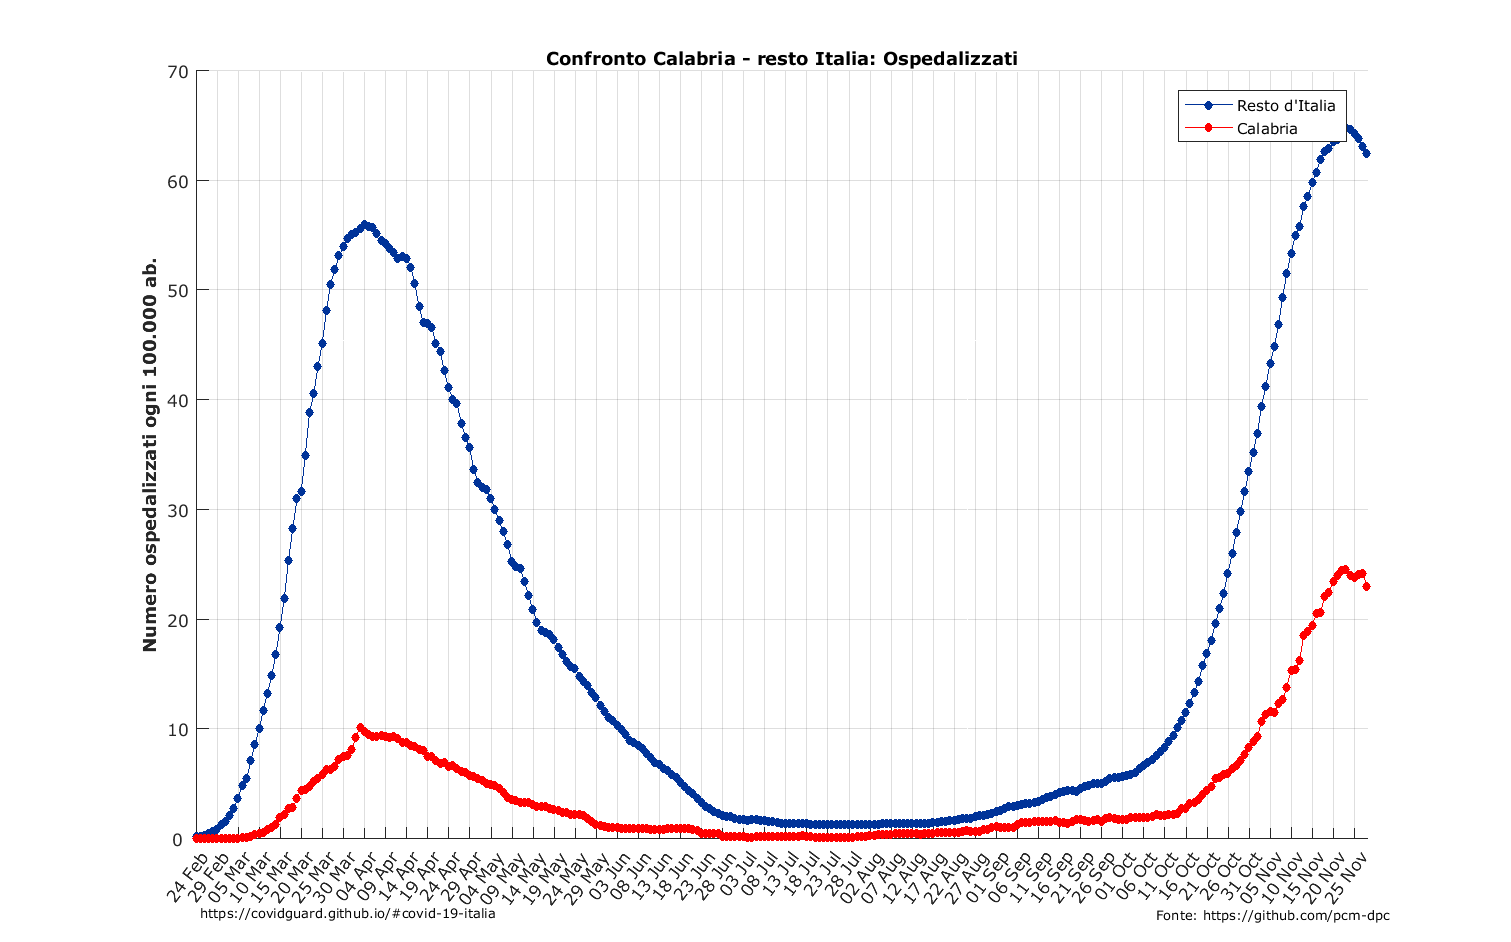 Confronto Calabria - resto Italia: Ospedalizzati
Numero ospedalizzati ogni 100.000 ab.
70
60
50
40
30
20
10
0
Resto d'Italia
Calabria
24 Feb
29 Feb
05 Mar
10 Mar
15 Mar
20 Mar
25 Mar
30 Mar
04 Apr
09 Apr
14 Apr
19 Apr
24 Apr
29 Apr
04 May
09 May
14 May
19 May
24 May
29 May
03 Jun
08 Jun
13 Jun
18 Jun
23 Jun
28 Jun
03 Jul
08 Jul
13 Jul
18 Jul
23 Jul
28 Jul
02 Aug
07 Aug
12 Aug
17 Aug
22 Aug
27 Aug
01 Sep
06 Sep
11 Sep
16 Sep
21 Sep
26 Sep
01 Oct
06 Oct
11 Oct
16 Oct
21 Oct
26 Oct
31 Oct
05 Nov
10 Nov
15 Nov
20 Nov
25 Nov
https://covidguard.github.io/#covid-19-italia
Fonte: https://github.com/pcm-dpc